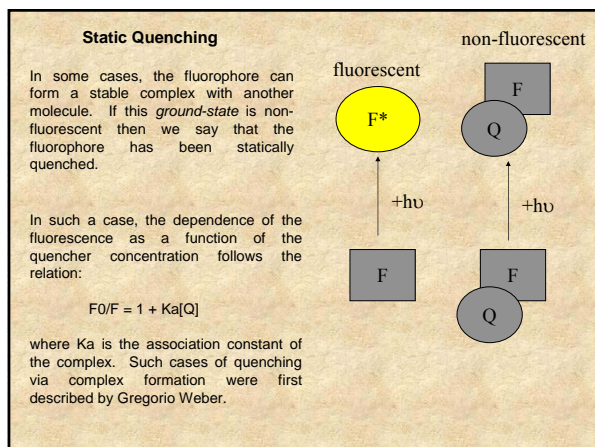 Static Quenching
In some cases, the fluorophore can
form a stable complex with another
molecule. If this ground-state is non-
fluorescent then we say that the
fluorophore has been statically
quenched.
In such a case, the dependence of the
fluorescence as a function of the
quencher concentration follows the
relation:
F0/F = 1 + Ka[Q]
where Ka is the association constant of
the complex. Such cases of quenching
via complex formation were first
described by Gregorio Weber.
fluorescent
F*
+hυ
F
non-fluorescent
F
Q
+hυ
F
Q